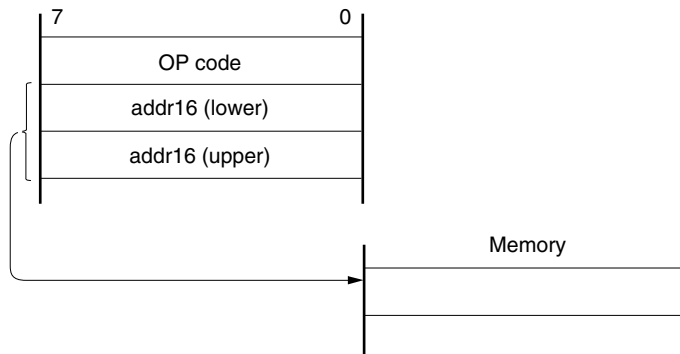 7 0
OP code
addr16 (lower)
addr16 (upper)
Memory